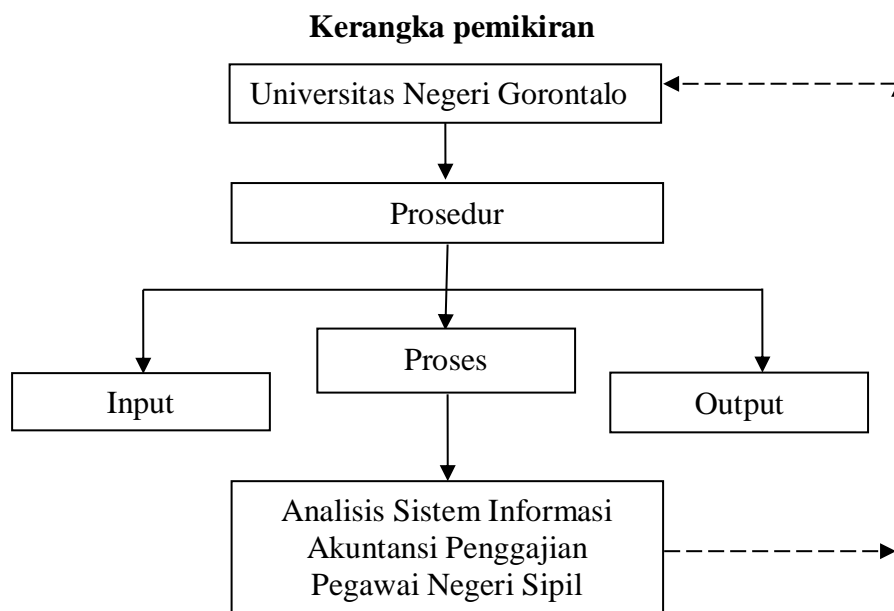 Kerangka pemikiran
Universitas Negeri Gorontalo
Prosedur
Proses
Input
Output
Analisis Sistem Informasi
Akuntansi Penggajian
Pegawai Negeri Sipil